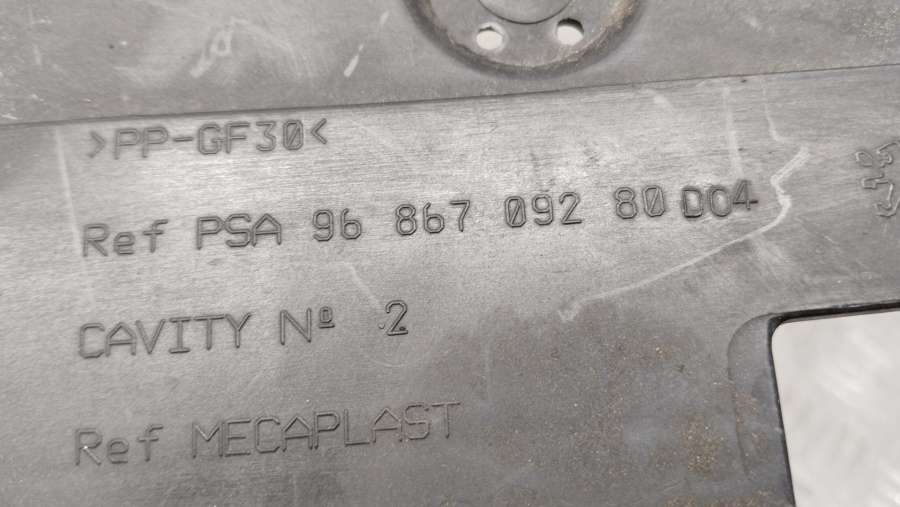 >PP-GF30<
Ref PSA 96 867 092 80 D04
CAVITY Nº 2
Ref MECAPLAST